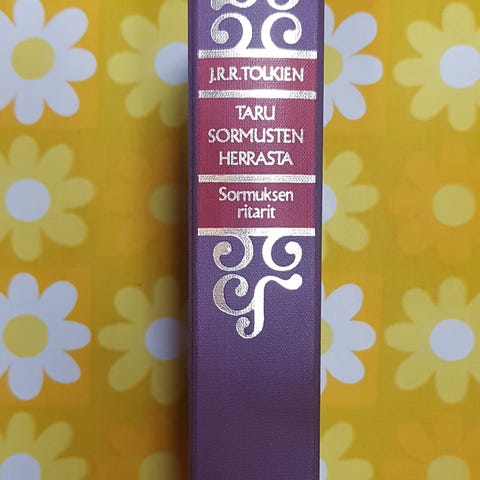 J.R.R.TOLKIEN
TARU
SORMUSTEN
HERRASTA
Sormuksen
ritarit